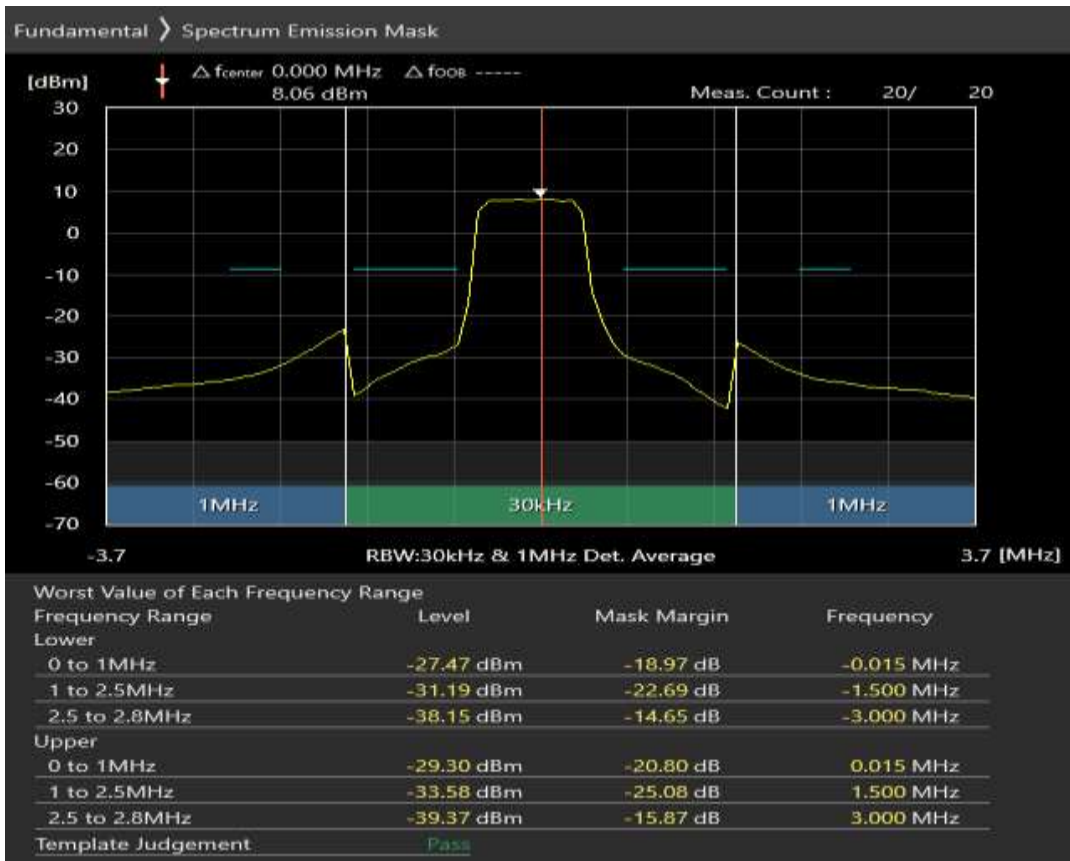 Fundamental 〉 Spectrum Emission Mask
[dBm] △ fcenter 0.000 MHz △ fOOB -----
8.06 dBm Meas. Count : 20/ 20
30
20
10
0
-10
-20
-30
-40
-50
-60
-70
1MHz 30kHz 1MHz
-3.7 RBW:30kHz & 1MHz Det. Average 3.7 [MHz]
Worst Value of Each Frequency Range
Frequency Range Level Mask Margin Frequency
Lower
0 to 1MHz -27.47 dBm -18.97 dB -0.015 MHz
1 to 2.5MHz -31.19 dBm -22.69 dB -1.500 MHz
2.5 to 2.8MHz -38.15 dBm -14.65 dB -3.000 MHz
Upper
0 to 1MHz -29.30 dBm -20.80 dB 0.015 MHz
1 to 2.5MHz -33.58 dBm -25.08 dB 1.500 MHz
2.5 to 2.8MHz -39.37 dBm -15.87 dB 3.000 MHz
Template Judgement Pass